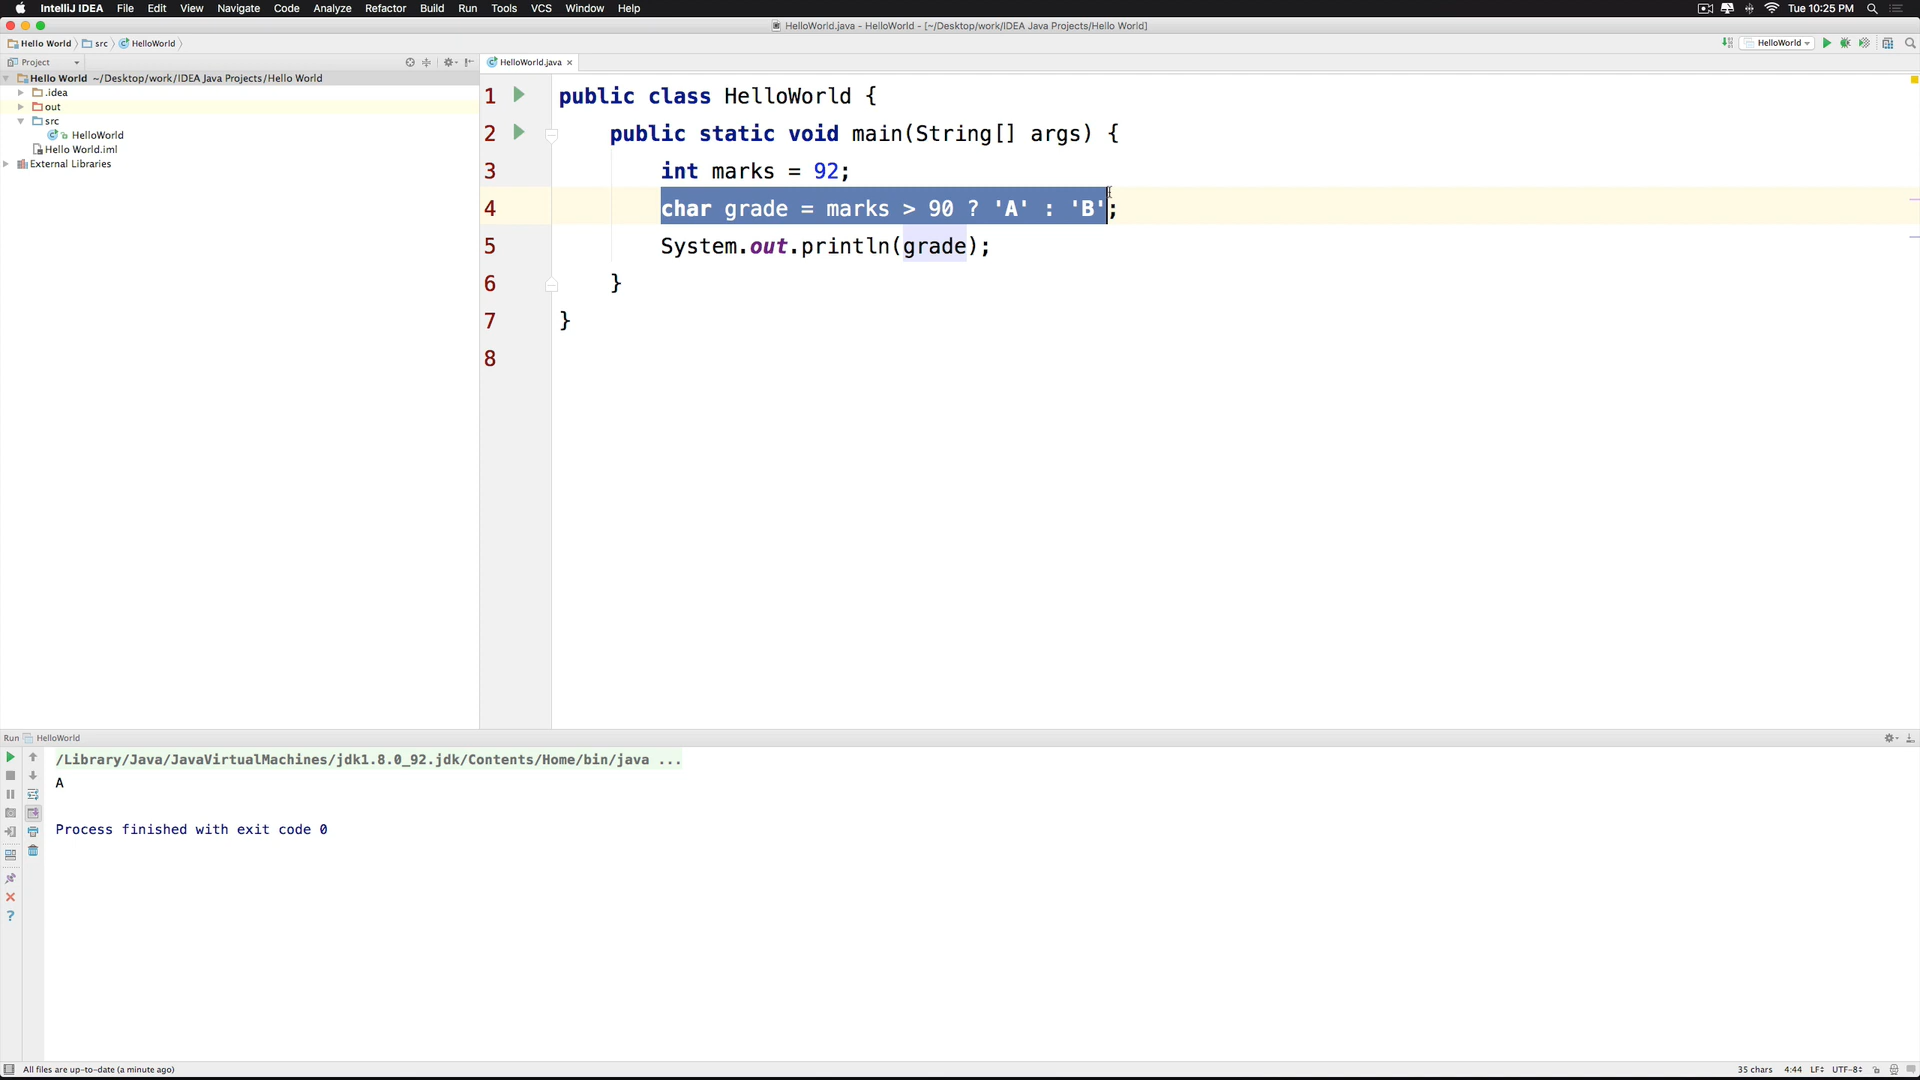 IntelliJ IDEA File Edit View Navigate Code Analyze Refactor Build Run Tools VCS Window Help Tue 10:25 PM
HelloWorld.java - HelloWorld - [~/Desktop/work/IDEA Java Projects/Hello World]
Hello World src HelloWorld HelloWorld
Project HelloWorld.java
Hello World ~/Desktop/work/IDEA Java Projects/Hello World
.idea
out
src
HelloWorld
Hello World.iml
External Libraries
1 public class HelloWorld {
2 public static void main(String[] args) {
3 int marks = 92;
4 char grade = marks > 90 ? 'A' : 'B';
5 System.out.println(grade);
6 }
7 }
8
Run HelloWorld
/Library/Java/JavaVirtualMachines/jdk1.8.0_92.jdk/Contents/Home/bin/java ...
A
Process finished with exit code 0
All files are up-to-date (a minute ago) 35 chars 4:44 LF÷ UTF-8÷